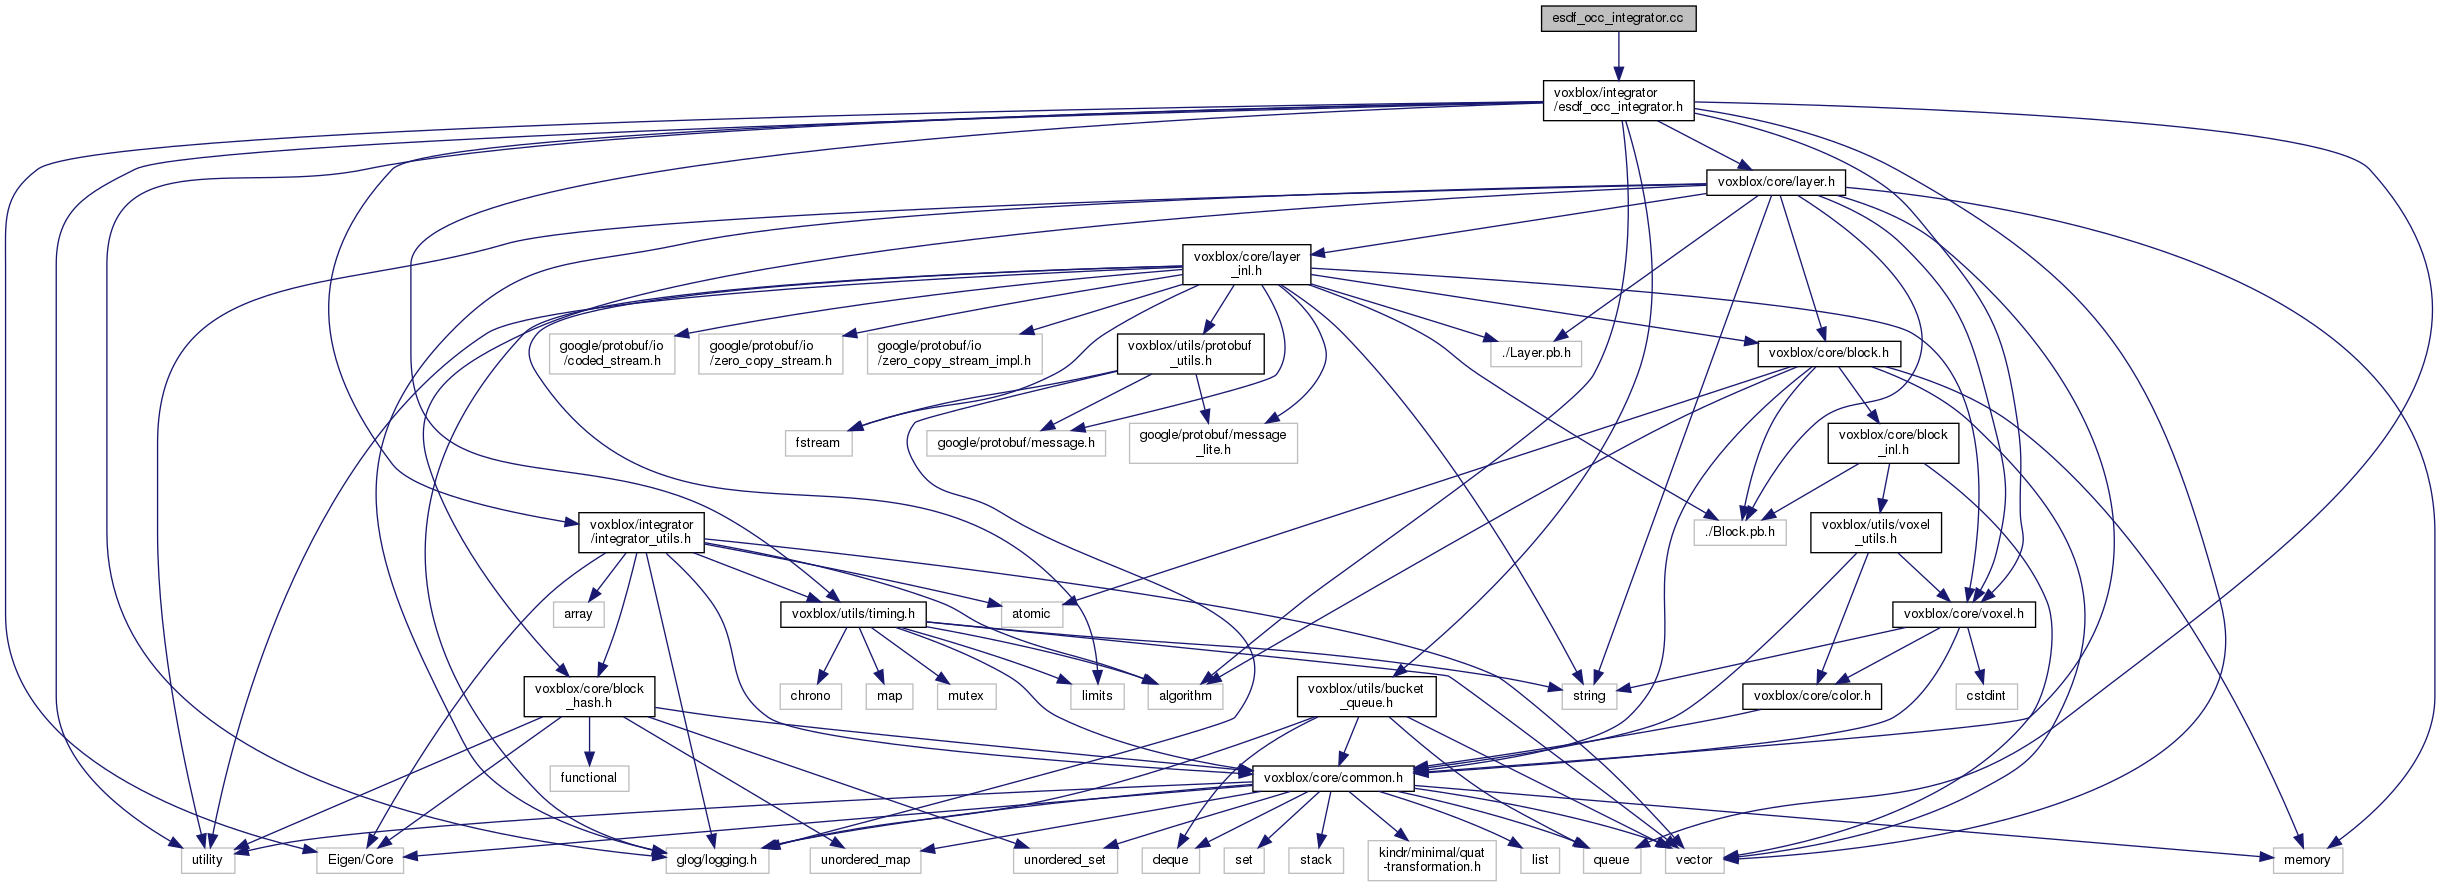 esdf_occ_integrator.cc
voxblox/integrator
/esdf_occ_integrator.h
voxblox/core/layer.h
voxblox/core/layer
_inl.h
google/protobuf/io
/coded_stream.h
google/protobuf/io
/zero_copy_stream.h
google/protobuf/io
/zero_copy_stream_impl.h
voxblox/utils/protobuf
_utils.h
./Layer.pb.h
voxblox/core/block.h
fstream
google/protobuf/message.h
google/protobuf/message
_lite.h
voxblox/core/block
_inl.h
voxblox/integrator
/integrator_utils.h
./Block.pb.h
voxblox/utils/voxel
_utils.h
array
voxblox/utils/timing.h
atomic
voxblox/core/voxel.h
voxblox/core/block
_hash.h
chrono
map
mutex
limits
algorithm
voxblox/utils/bucket
_queue.h
string
voxblox/core/color.h
cstdint
functional
voxblox/core/common.h
utility
Eigen/Core
glog/logging.h
unordered_map
unordered_set
deque
set
stack
kindr/minimal/quat
-transformation.h
list
queue
vector
memory